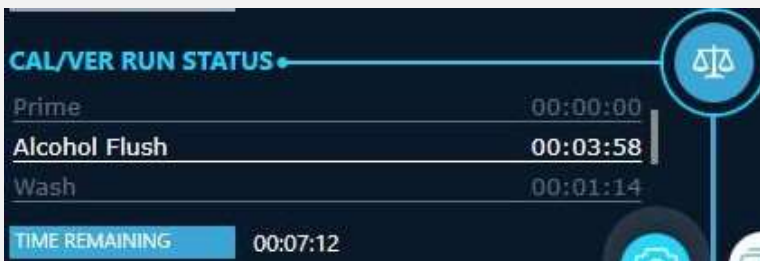 CAL/VER RUN STATUS
Prime 00:00:00
Alcohol Flush 00:03:58
Wash 00:01:14
TIME REMAINING 00:07:12